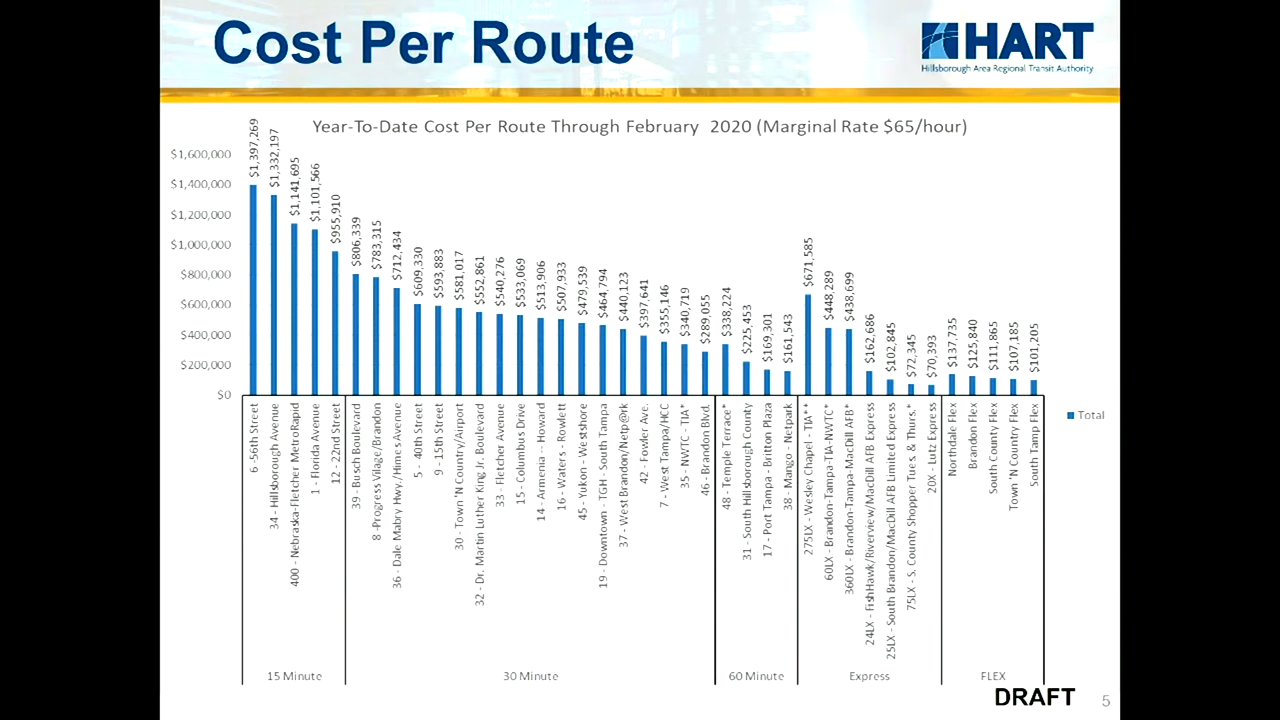 Cost Per Route
HART
Hillsborough Area Regional Transit Authority
Year-To-Date Cost Per Route Through February 2020 (Marginal Rate $65/hour)
$1,600,000
$1,400,000
$1,200,000
$1,000,000
$800,000
$600,000
$400,000
$200,000
$0
$1,397,269
$1,332,197
$1,141,695
$1,101,566
$955,910
$806,339
$783,315
$712,434
$609,330
$593,883
$581,017
$552,861
$540,276
$533,069
$513,906
$507,933
$479,539
$464,794
$440,123
$397,641
$355,146
$340,719
$289,055
$338,224
$225,453
$169,301
$161,543
$671,585
$448,289
$438,699
$162,686
$102,845
$72,345
$70,393
$137,735
$125,840
$111,865
$107,185
$101,205
6 -56th Street
34 - Hillsborough Avenue
400 - Nebraska-Fletcher MetroRapid
1 - Florida Avenue
12 - 22nd Street
39 - Busch Boulevard
8 -Progress Vilage/Brandon
36 - Dale Mabry Hwy./Himes Avenue
5 - 40th Street
9 - 15th Street
30 - Town 'N Country/Airport
32 - Dr. Martin Luther King Jr. Boulevard
33 - Fletcher Avenue
15 - Columbus Drive
14 - Armenia -- Howard
16 - Waters - Rowlett
45 - Yukon - Westshore
19 - Downtown - TGH - South Tampa
37 - West Brandon/Netp@rk
42 - Fowler Ave.
7 - West Tampa/HCC
35 - NWTC - TIA*
46 - Brandon Blvd.
48 - Temple Terrace*
31 - South Hillsborough County
17 - Port Tampa - Britton Plaza
38 - Mango - Netpark
275LX - Wesley Chapel - TIA**
60LX - Brandon-Tampa-TIA-NWTC*
360LX - Brandon-Tampa-MacDill AFB*
24LX - FishHawk/Riverview/MacDill AFB Express
25LX - South Brandon/MacDill AFB Limited Express
75LX - S. County Shopper Tues. & Thurs.*
20X - Lutz Express
Northdale Flex
Brandon Flex
South County Flex
Town 'N Country Flex
South Tamp Flex
15 Minute
30 Minute
60 Minute
Express
FLEX
Total
DRAFT
5